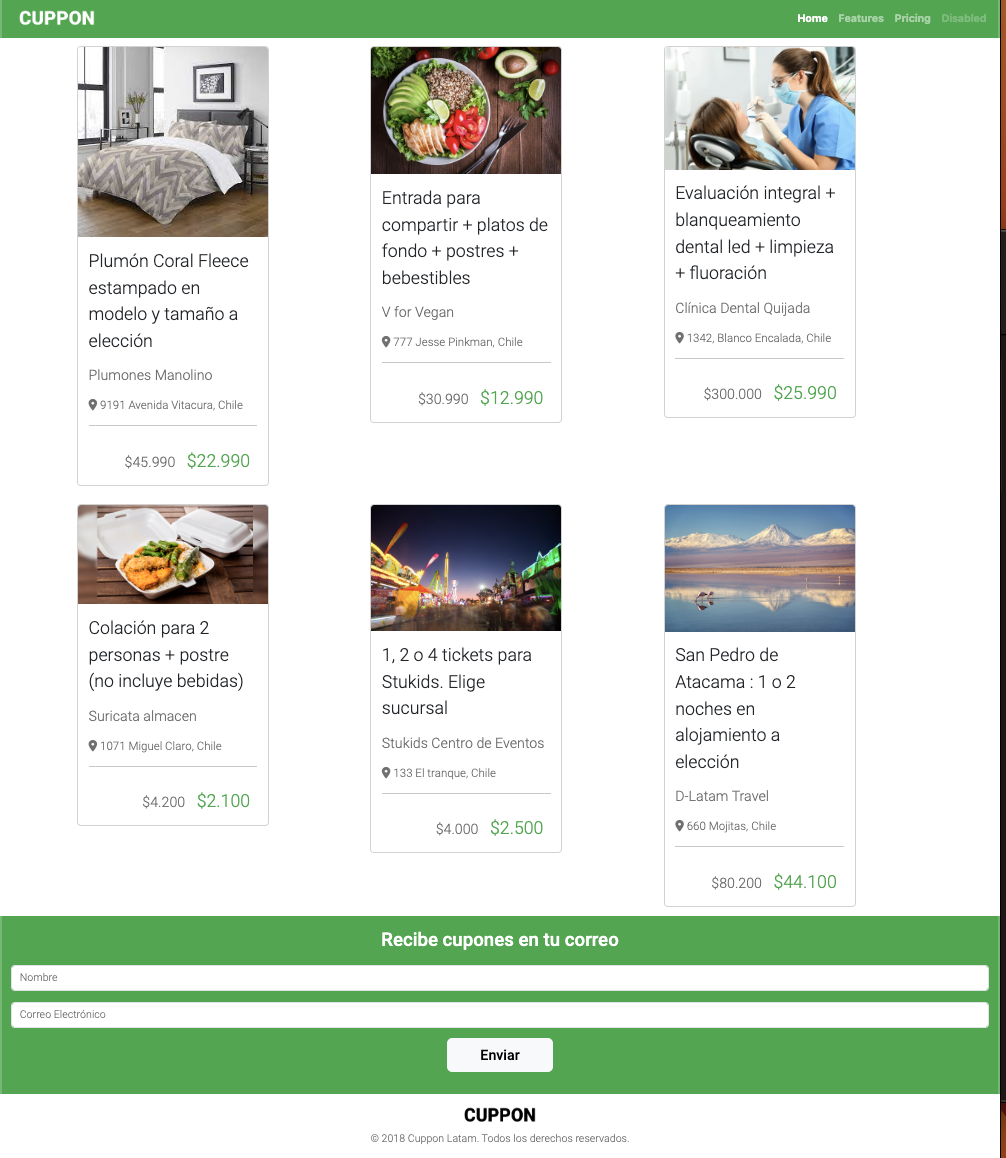 CUPPON
Home Features Pricing Disabled
Plumón Coral Fleece
estampado en
modelo y tamaño a
elección
Plumones Manolino
9191 Avenida Vitacura, Chile
$45.990 $22.990
Entrada para
compartir + platos de
fondo + postres +
bebestibles
V for Vegan
777 Jesse Pinkman, Chile
$30.990 $12.990
Evaluación integral +
blanqueamiento
dental led + limpieza
+ fluoración
Clínica Dental Quijada
1342, Blanco Encalada, Chile
$300.000 $25.990
Colación para 2
personas + postre
(no incluye bebidas)
Suricata almacen
1071 Miguel Claro, Chile
$4.200 $2.100
1, 2 o 4 tickets para
Stukids. Elige
sucursal
Stukids Centro de Eventos
133 El tranque, Chile
$4.000 $2.500
San Pedro de
Atacama : 1 o 2
noches en
alojamiento a
elección
D-Latam Travel
660 Mojitas, Chile
$80.200 $44.100
Recibe cupones en tu correo
Nombre
Correo Electrónico
Enviar
CUPPON
© 2018 Cuppon Latam. Todos los derechos reservados.